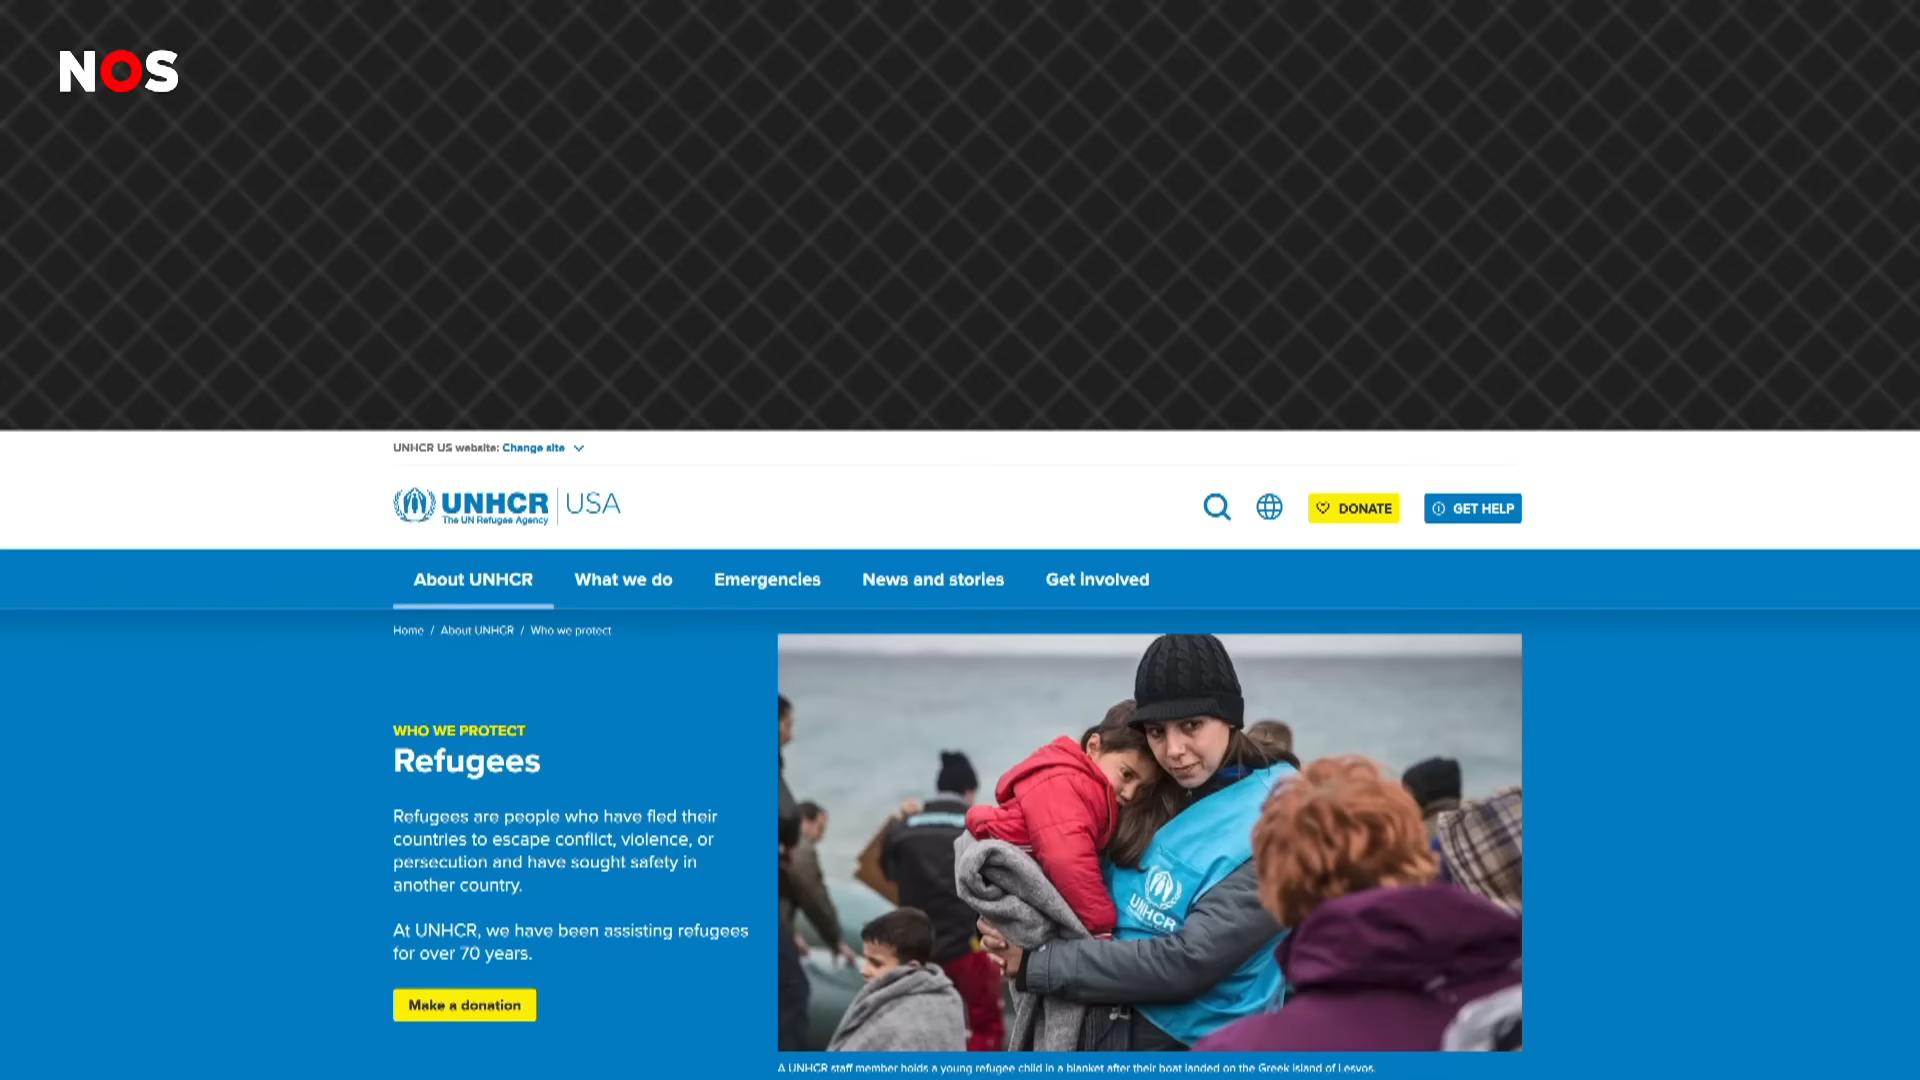 NOS
UNHCR US website: Change site
UNHCR USA
The UN Refugee Agency
DONATE
GET HELP
About UNHCR What we do Emergencies News and stories Get involved
Home / About UNHCR / Who we protect
WHO WE PROTECT
Refugees
Refugees are people who have fled their
countries to escape conflict, violence, or
persecution and have sought safety in
another country.
At UNHCR, we have been assisting refugees
for over 70 years.
Make a donation
UNHCR
A UNHCR staff member holds a young refugee child in a blanket after their boat landed on the Greek island of Lesvos.